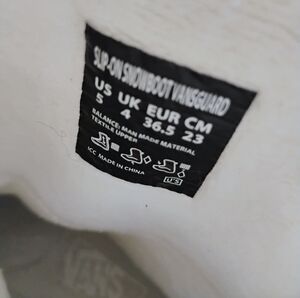 SLIP-ON SNOWBOOT VANSGUARD
US UK EUR CM
5 4 36.5 23
BALANCE: MAN MADE MATERIAL
TEXTILE UPPER
ICC MADE IN CHINA
VANS